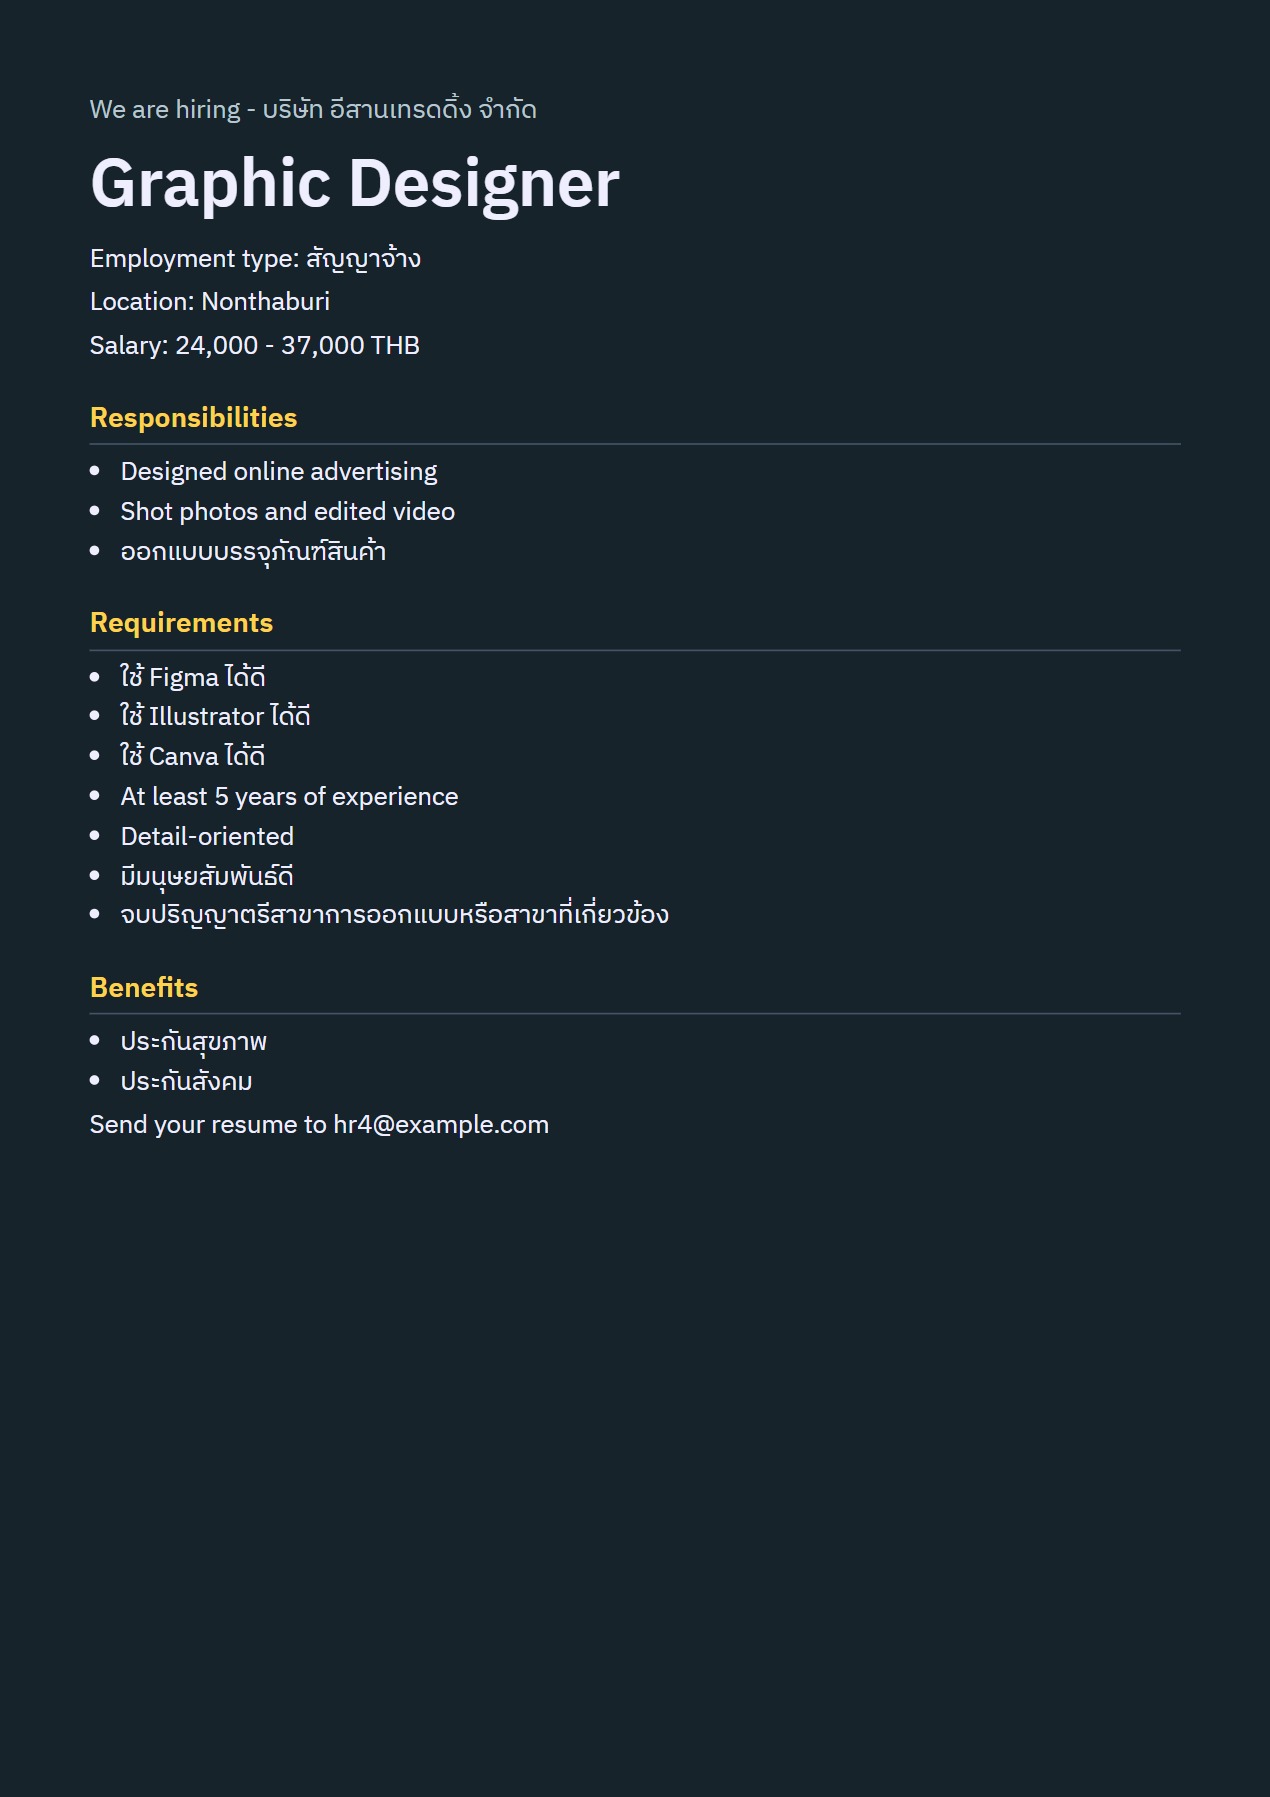 We are hiring - บริษัท อีสานเทรดดิ้ง จำกัด
Graphic Designer
Employment type: สัญญาจ้าง
Location: Nonthaburi
Salary: 24,000 - 37,000 THB
Responsibilities
• Designed online advertising
• Shot photos and edited video
• ออกแบบบรรจุภัณฑ์สินค้า
Requirements
• ใช้ Figma ได้ดี
• ใช้ Illustrator ได้ดี
• ใช้ Canva ได้ดี
• At least 5 years of experience
• Detail-oriented
• มีมนุษยสัมพันธ์ดี
• จบปริญญาตรีสาขาการออกแบบหรือสาขาที่เกี่ยวข้อง
Benefits
• ประกันสุขภาพ
• ประกันสังคม
Send your resume to hr4@example.com